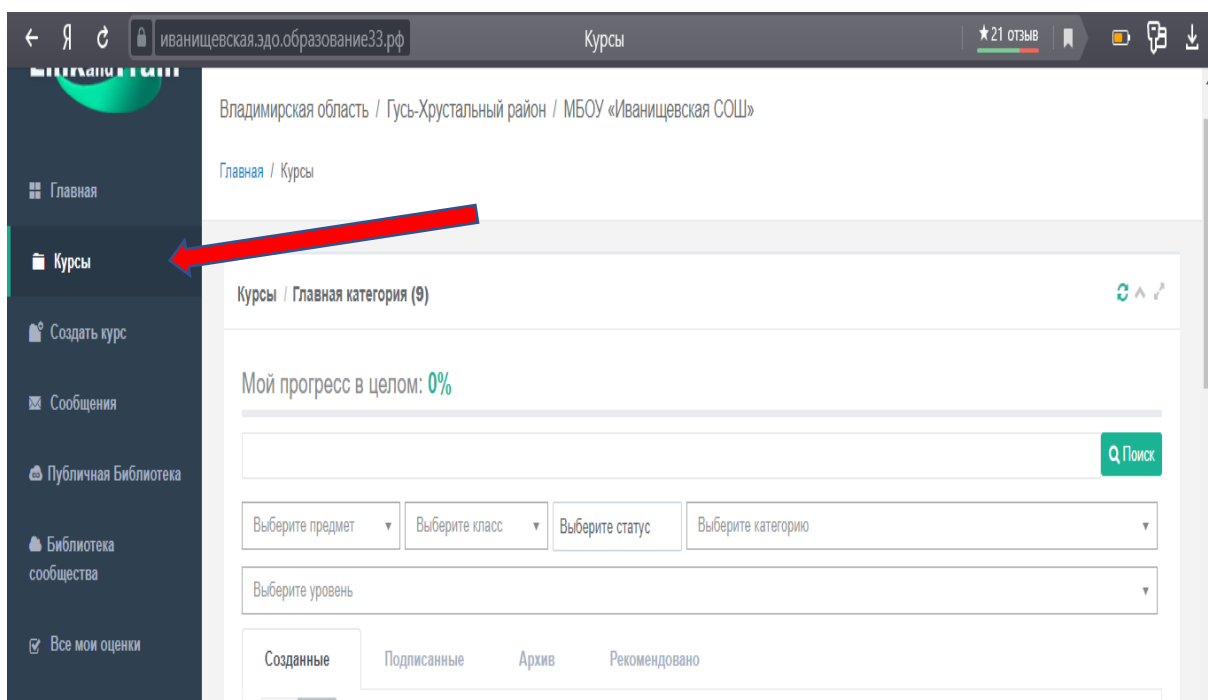 иванищевская.эдо.образование33.рф
Курсы
★21 отзыв
Владимирская область / Гусь-Хрустальный район / МБОУ «Иванищевская СОШ»
Главная / Курсы
Главная
Курсы
Создать курс
Сообщения
Публичная Библиотека
Библиотека
сообщества
Все мои оценки
Курсы / Главная категория (9)
Мой прогресс в целом: 0%
Поиск
Выберите предмет
Выберите класс
Выберите статус
Выберите категорию
Выберите уровень
Созданные
Подписанные
Архив
Рекомендовано